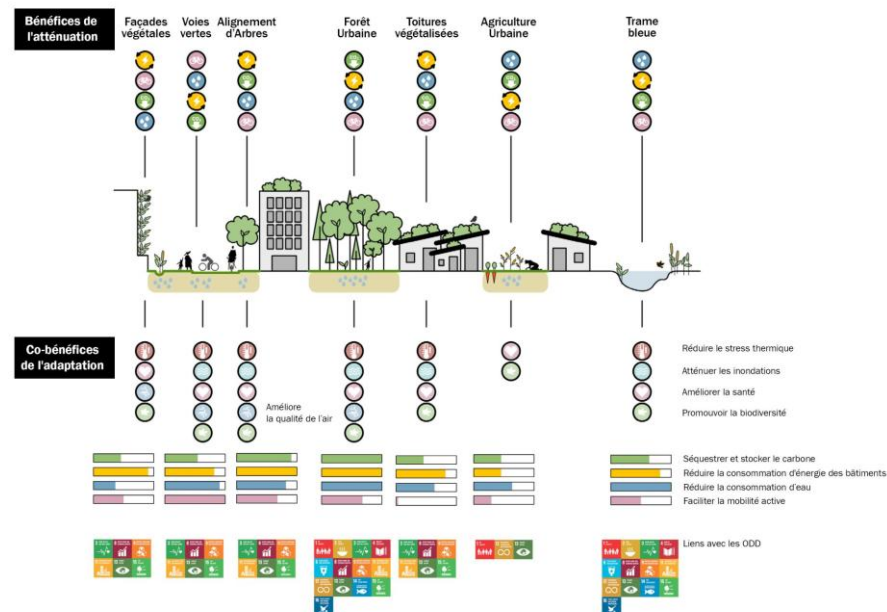 Bénéfices de
l'atténuation
Façades
végétales
Voies
vertes
Alignement
d'Arbres
Forêt
Urbaine
Toitures
végétalisées
Agriculture
Urbaine
Trame
bleue
Co-bénéfices
de l'adaptation
Réduire le stress thermique
Atténuer les inondations
Améliorer la santé
Promouvoir la biodiversité
Améliore
la qualité de l'air
Séquestrer et stocker le carbone
Réduire la consommation d'énergie des bâtiments
Réduire la consommation d'eau
Faciliter la mobilité active
Liens avec les ODD